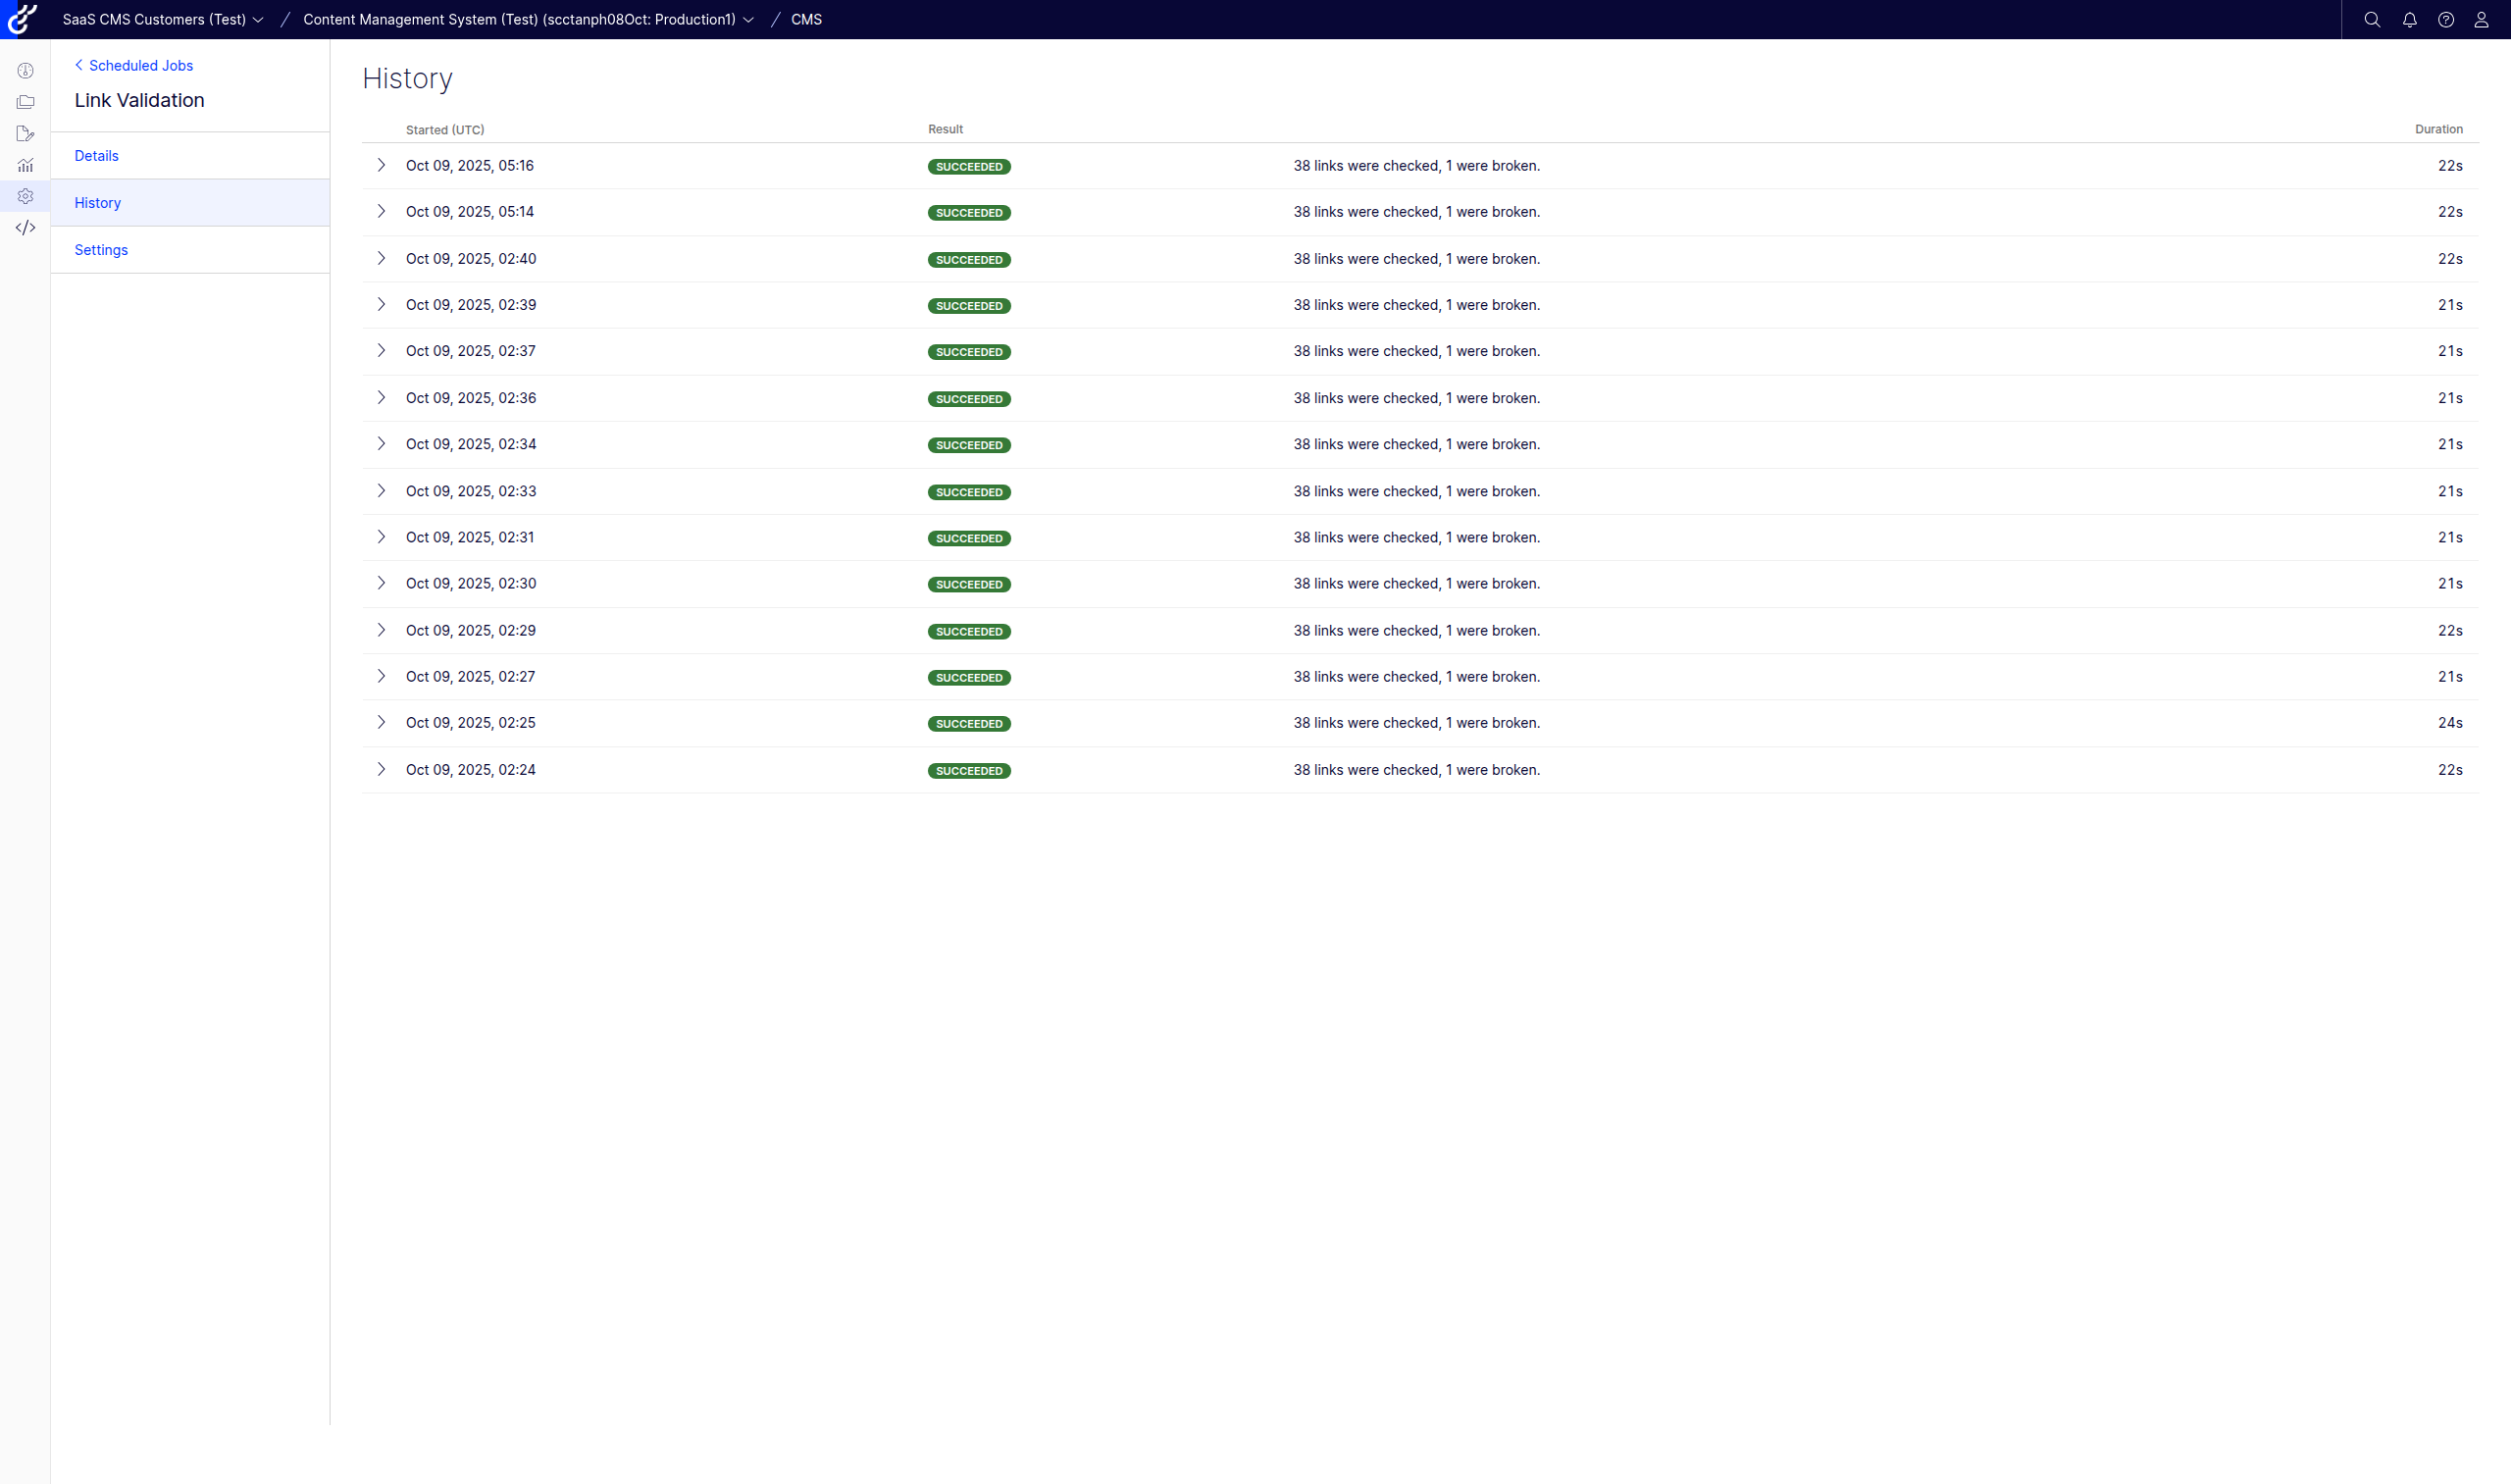 SaaS CMS Customers (Test) / Content Management System (Test) (scctanph08Oct: Production1) / CMS
Scheduled Jobs
Link Validation
Details
History
Settings
History
Started (UTC) Result Duration
Oct 09, 2025, 05:16 SUCCEEDED 38 links were checked, 1 were broken. 22s
Oct 09, 2025, 05:14 SUCCEEDED 38 links were checked, 1 were broken. 22s
Oct 09, 2025, 02:40 SUCCEEDED 38 links were checked, 1 were broken. 22s
Oct 09, 2025, 02:39 SUCCEEDED 38 links were checked, 1 were broken. 21s
Oct 09, 2025, 02:37 SUCCEEDED 38 links were checked, 1 were broken. 21s
Oct 09, 2025, 02:36 SUCCEEDED 38 links were checked, 1 were broken. 21s
Oct 09, 2025, 02:34 SUCCEEDED 38 links were checked, 1 were broken. 21s
Oct 09, 2025, 02:33 SUCCEEDED 38 links were checked, 1 were broken. 21s
Oct 09, 2025, 02:31 SUCCEEDED 38 links were checked, 1 were broken. 21s
Oct 09, 2025, 02:30 SUCCEEDED 38 links were checked, 1 were broken. 21s
Oct 09, 2025, 02:29 SUCCEEDED 38 links were checked, 1 were broken. 22s
Oct 09, 2025, 02:27 SUCCEEDED 38 links were checked, 1 were broken. 21s
Oct 09, 2025, 02:25 SUCCEEDED 38 links were checked, 1 were broken. 24s
Oct 09, 2025, 02:24 SUCCEEDED 38 links were checked, 1 were broken. 22s